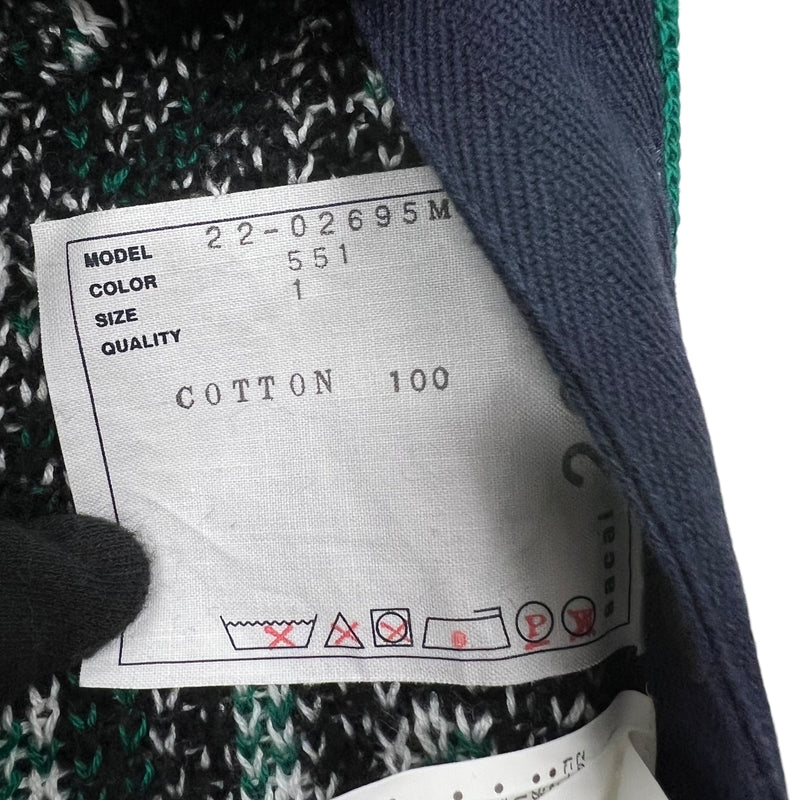 MODEL 22-02695M
COLOR 551
SIZE 1
QUALITY
COTTON 100
sacai
P
W